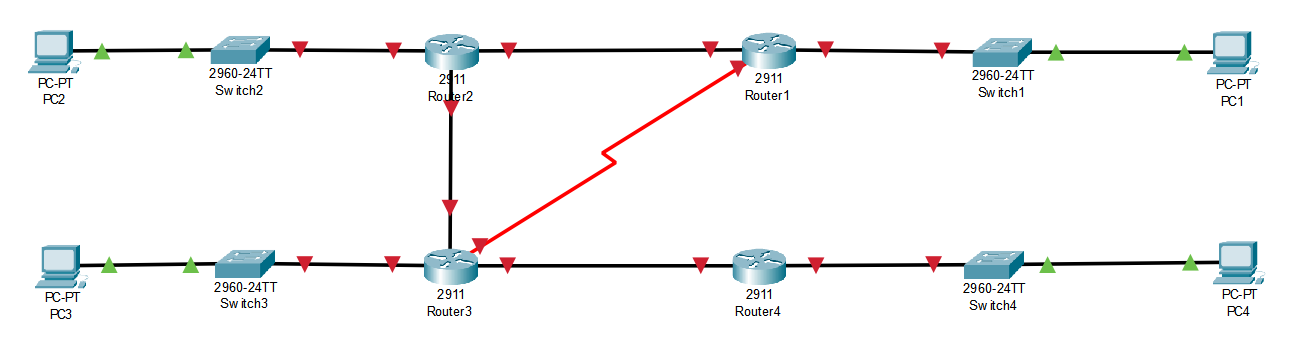 PC-PT
PC2
2960-24TT
Switch2
2911
Router2
2911
Router1
2960-24TT
Switch1
PC-PT
PC1
PC-PT
PC3
2960-24TT
Switch3
2911
Router3
2911
Router4
2960-24TT
Switch4
PC-PT
PC4